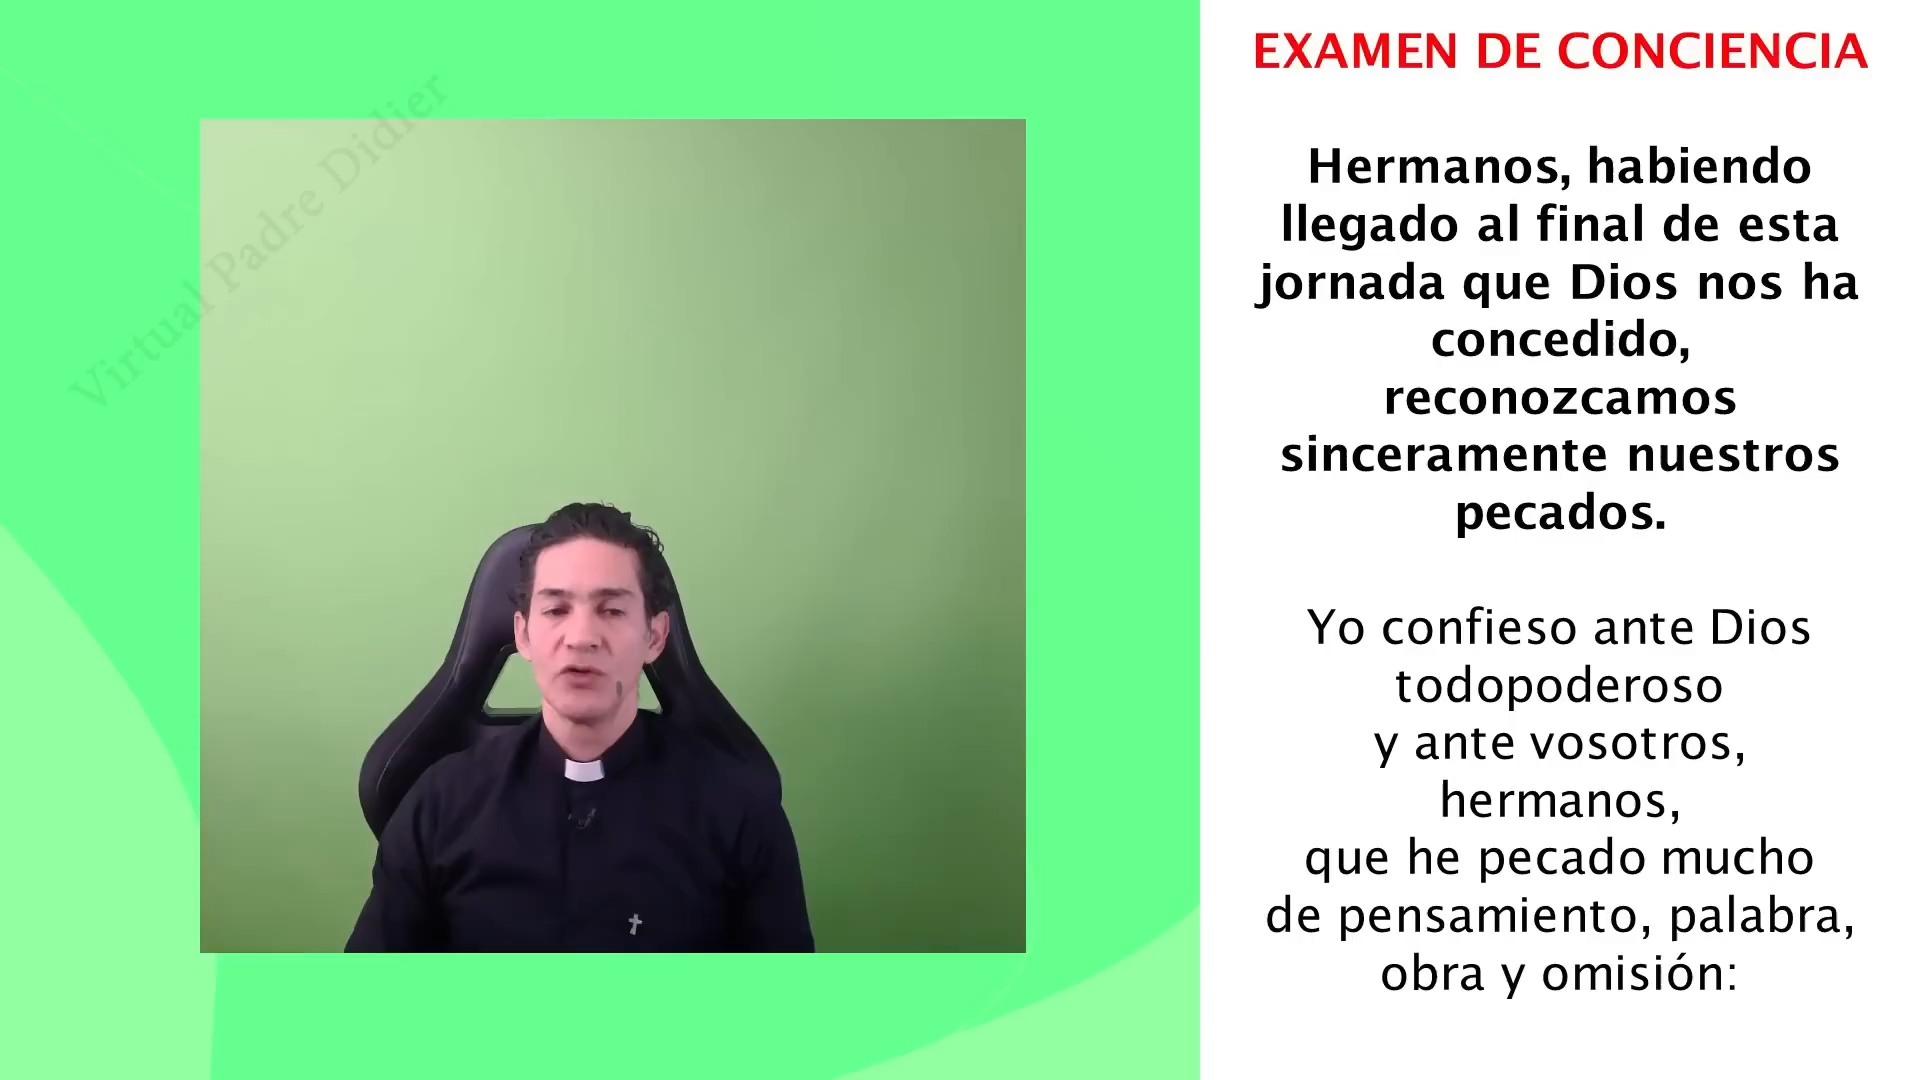 Virtual Padre Didier
EXAMEN DE CONCIENCIA
Hermanos, habiendo
llegado al final de esta
jornada que Dios nos ha
concedido,
reconozcamos
sinceramente nuestros
pecados.
Yo confieso ante Dios
todopoderoso
y ante vosotros,
hermanos,
que he pecado mucho
de pensamiento, palabra,
obra y omisión: